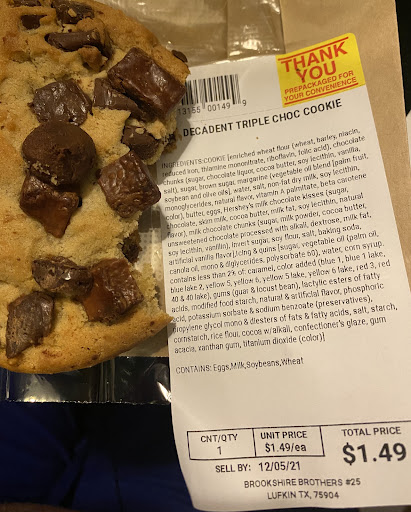 THANK
YOU
PREPACKAGED FOR
YOUR CONVENIENCE
13155 00149 9
DECADENT TRIPLE CHOC COOKIE
INGREDIENTS:COOKIE [enriched wheat flour (wheat, barley, niacin,
reduced iron, thiamine mononitrate, riboflavin, folic acid), chocolate
chunks (sugar, chocolate liquor, cocoa butter, soy lecithin, vanilla,
salt), sugar, brown sugar, margarine (vegetable oil blend [palm fruit,
soybean and olive oils], water, salt, non-fat dry milk, soy lecithin,
monoglycerides, natural flavor, vitamin A palmitate, beta carotene
color), butter, eggs, Hershey's milk chocolate kisses (sugar,
chocolate, skim milk, cocoa butter, milk fat, soy lecithin, natural
flavor), milk chocolate chunks (sugar, milk powder, cocoa butter,
unsweetened chocolate processed with alkali, dextrose, milk fat,
soy lecithin, vanillin), invert sugar, soy flour, salt, baking soda,
artificial vanilla flavor],icing & quins [sugar, vegetable oil (palm oil,
canola oil, mono & diglycerides, polysorbate 60), water, corn syrup.
contains less than 2% of: caramel, color added (blue 1, blue 1 lake,
blue 2 lake, yellow 5, yellow 6, yellow 5 lake, yellow 6 lake, red 3, red
40 & 40 lake), gums (guar & locust bean), lactylic esters of fatty
acids, modified food starch, natural & artificial flavor, phosphoric
acid, potassium sorbate & sodium benzoate (preservatives),
propylene glycol mono & diesters of fats & fatty acids, salt, starch,
cornstarch, rice flour, cocoa w/alkali, confectioner's glaze, gum
acacia, xanthan gum, titanium dioxide (color)]
CONTAINS: Eggs,Milk,Soybeans,Wheat
CNT/QTY UNIT PRICE TOTAL PRICE
1 $1.49/ea $1.49
SELL BY: 12/05/21
BROOKSHIRE BROTHERS #25
LUFKIN TX, 75904